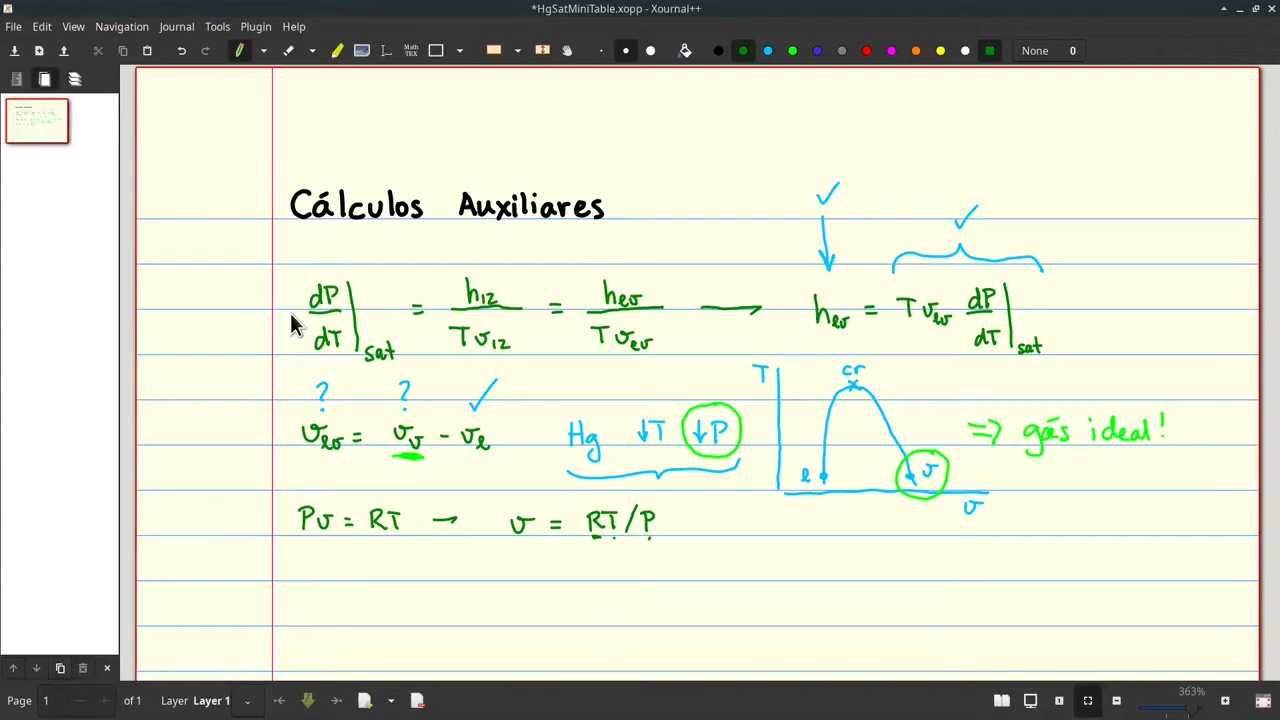 *HgSatMiniTable.xopp - Xournal++
File Edit View Navigation Journal Tools Plugin Help
Math TEX None 0
Cálculos Auxiliares
dP/dT|sat = h12/Tv12 = hℓv/Tvℓv → hℓv = Tvℓv dP/dT|sat
? ? ✓
vℓv = vv - vℓ
Hg ↓T ↓P
T cr
ℓ v
v
=> gás ideal!
Pv = RT → v = RT/P
Page 1 of 1 Layer Layer 1 363%